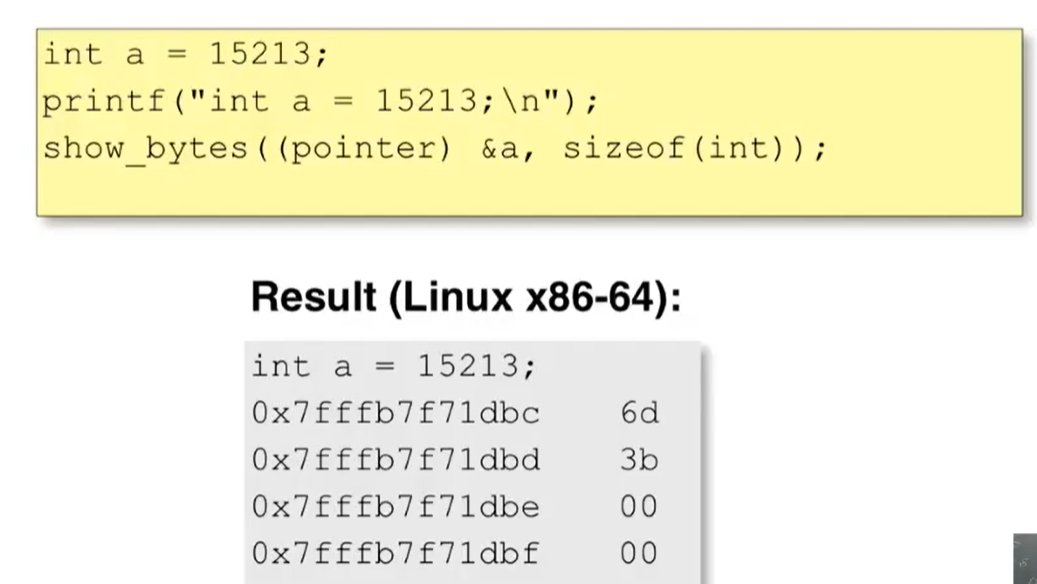 int a = 15213;
printf("int a = 15213;\n");
show_bytes((pointer) &a, sizeof(int));
Result (Linux x86-64):
int a = 15213;
0x7fffb7f71dbc 6d
0x7fffb7f71dbd 3b
0x7fffb7f71dbe 00
0x7fffb7f71dbf 00